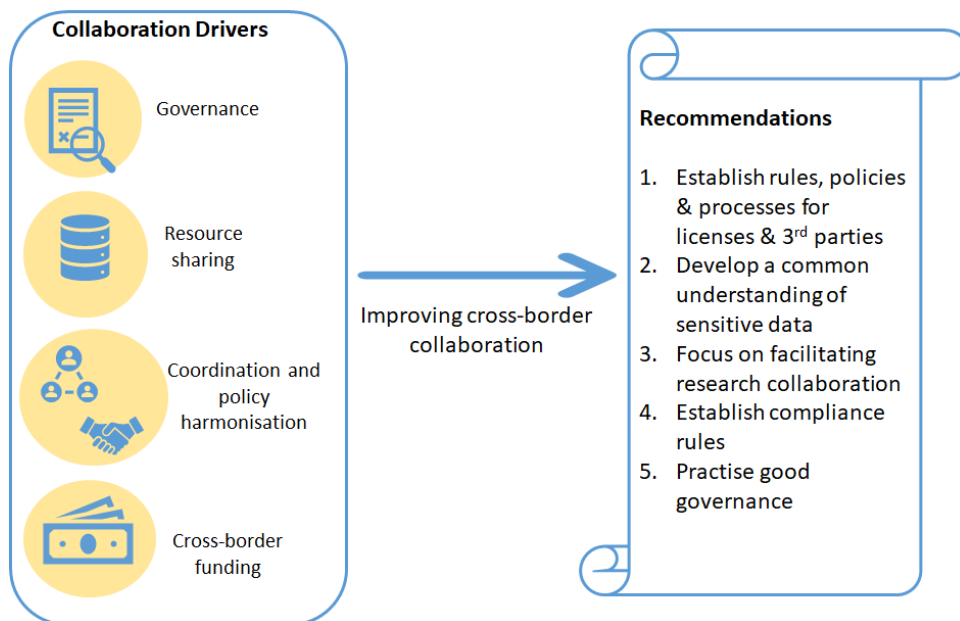 Collaboration Drivers
Governance
Resource
sharing
Coordination and
policy
harmonisation
Cross-border
funding
Improving cross-border
collaboration
Recommendations
1. Establish rules, policies
& processes for
licenses & 3rd parties
2. Develop a common
understanding of
sensitive data
3. Focus on facilitating
research collaboration
4. Establish compliance
rules
5. Practise good
governance